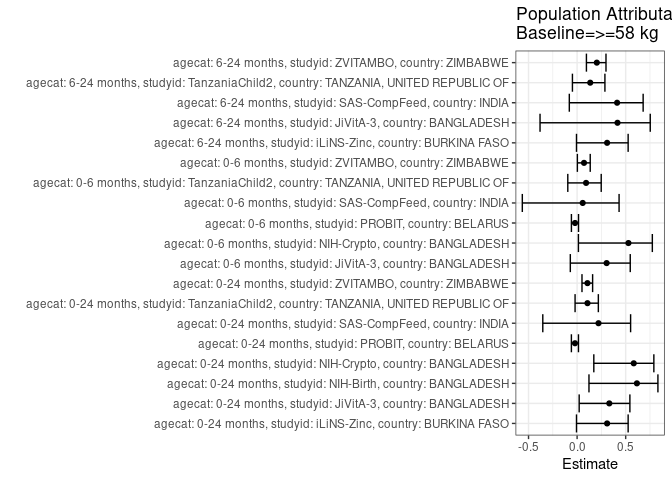 Population Attributa
Baseline=>=58 kg
agecat: 6-24 months, studyid: ZVITAMBO, country: ZIMBABWE
agecat: 6-24 months, studyid: TanzaniaChild2, country: TANZANIA, UNITED REPUBLIC OF
agecat: 6-24 months, studyid: SAS-CompFeed, country: INDIA
agecat: 6-24 months, studyid: JiVitA-3, country: BANGLADESH
agecat: 6-24 months, studyid: iLiNS-Zinc, country: BURKINA FASO
agecat: 0-6 months, studyid: ZVITAMBO, country: ZIMBABWE
agecat: 0-6 months, studyid: TanzaniaChild2, country: TANZANIA, UNITED REPUBLIC OF
agecat: 0-6 months, studyid: SAS-CompFeed, country: INDIA
agecat: 0-6 months, studyid: PROBIT, country: BELARUS
agecat: 0-6 months, studyid: NIH-Crypto, country: BANGLADESH
agecat: 0-6 months, studyid: JiVitA-3, country: BANGLADESH
agecat: 0-24 months, studyid: ZVITAMBO, country: ZIMBABWE
agecat: 0-24 months, studyid: TanzaniaChild2, country: TANZANIA, UNITED REPUBLIC OF
agecat: 0-24 months, studyid: SAS-CompFeed, country: INDIA
agecat: 0-24 months, studyid: PROBIT, country: BELARUS
agecat: 0-24 months, studyid: NIH-Crypto, country: BANGLADESH
agecat: 0-24 months, studyid: NIH-Birth, country: BANGLADESH
agecat: 0-24 months, studyid: JiVitA-3, country: BANGLADESH
agecat: 0-24 months, studyid: iLiNS-Zinc, country: BURKINA FASO
-0.5 0.0 0.5
Estimate